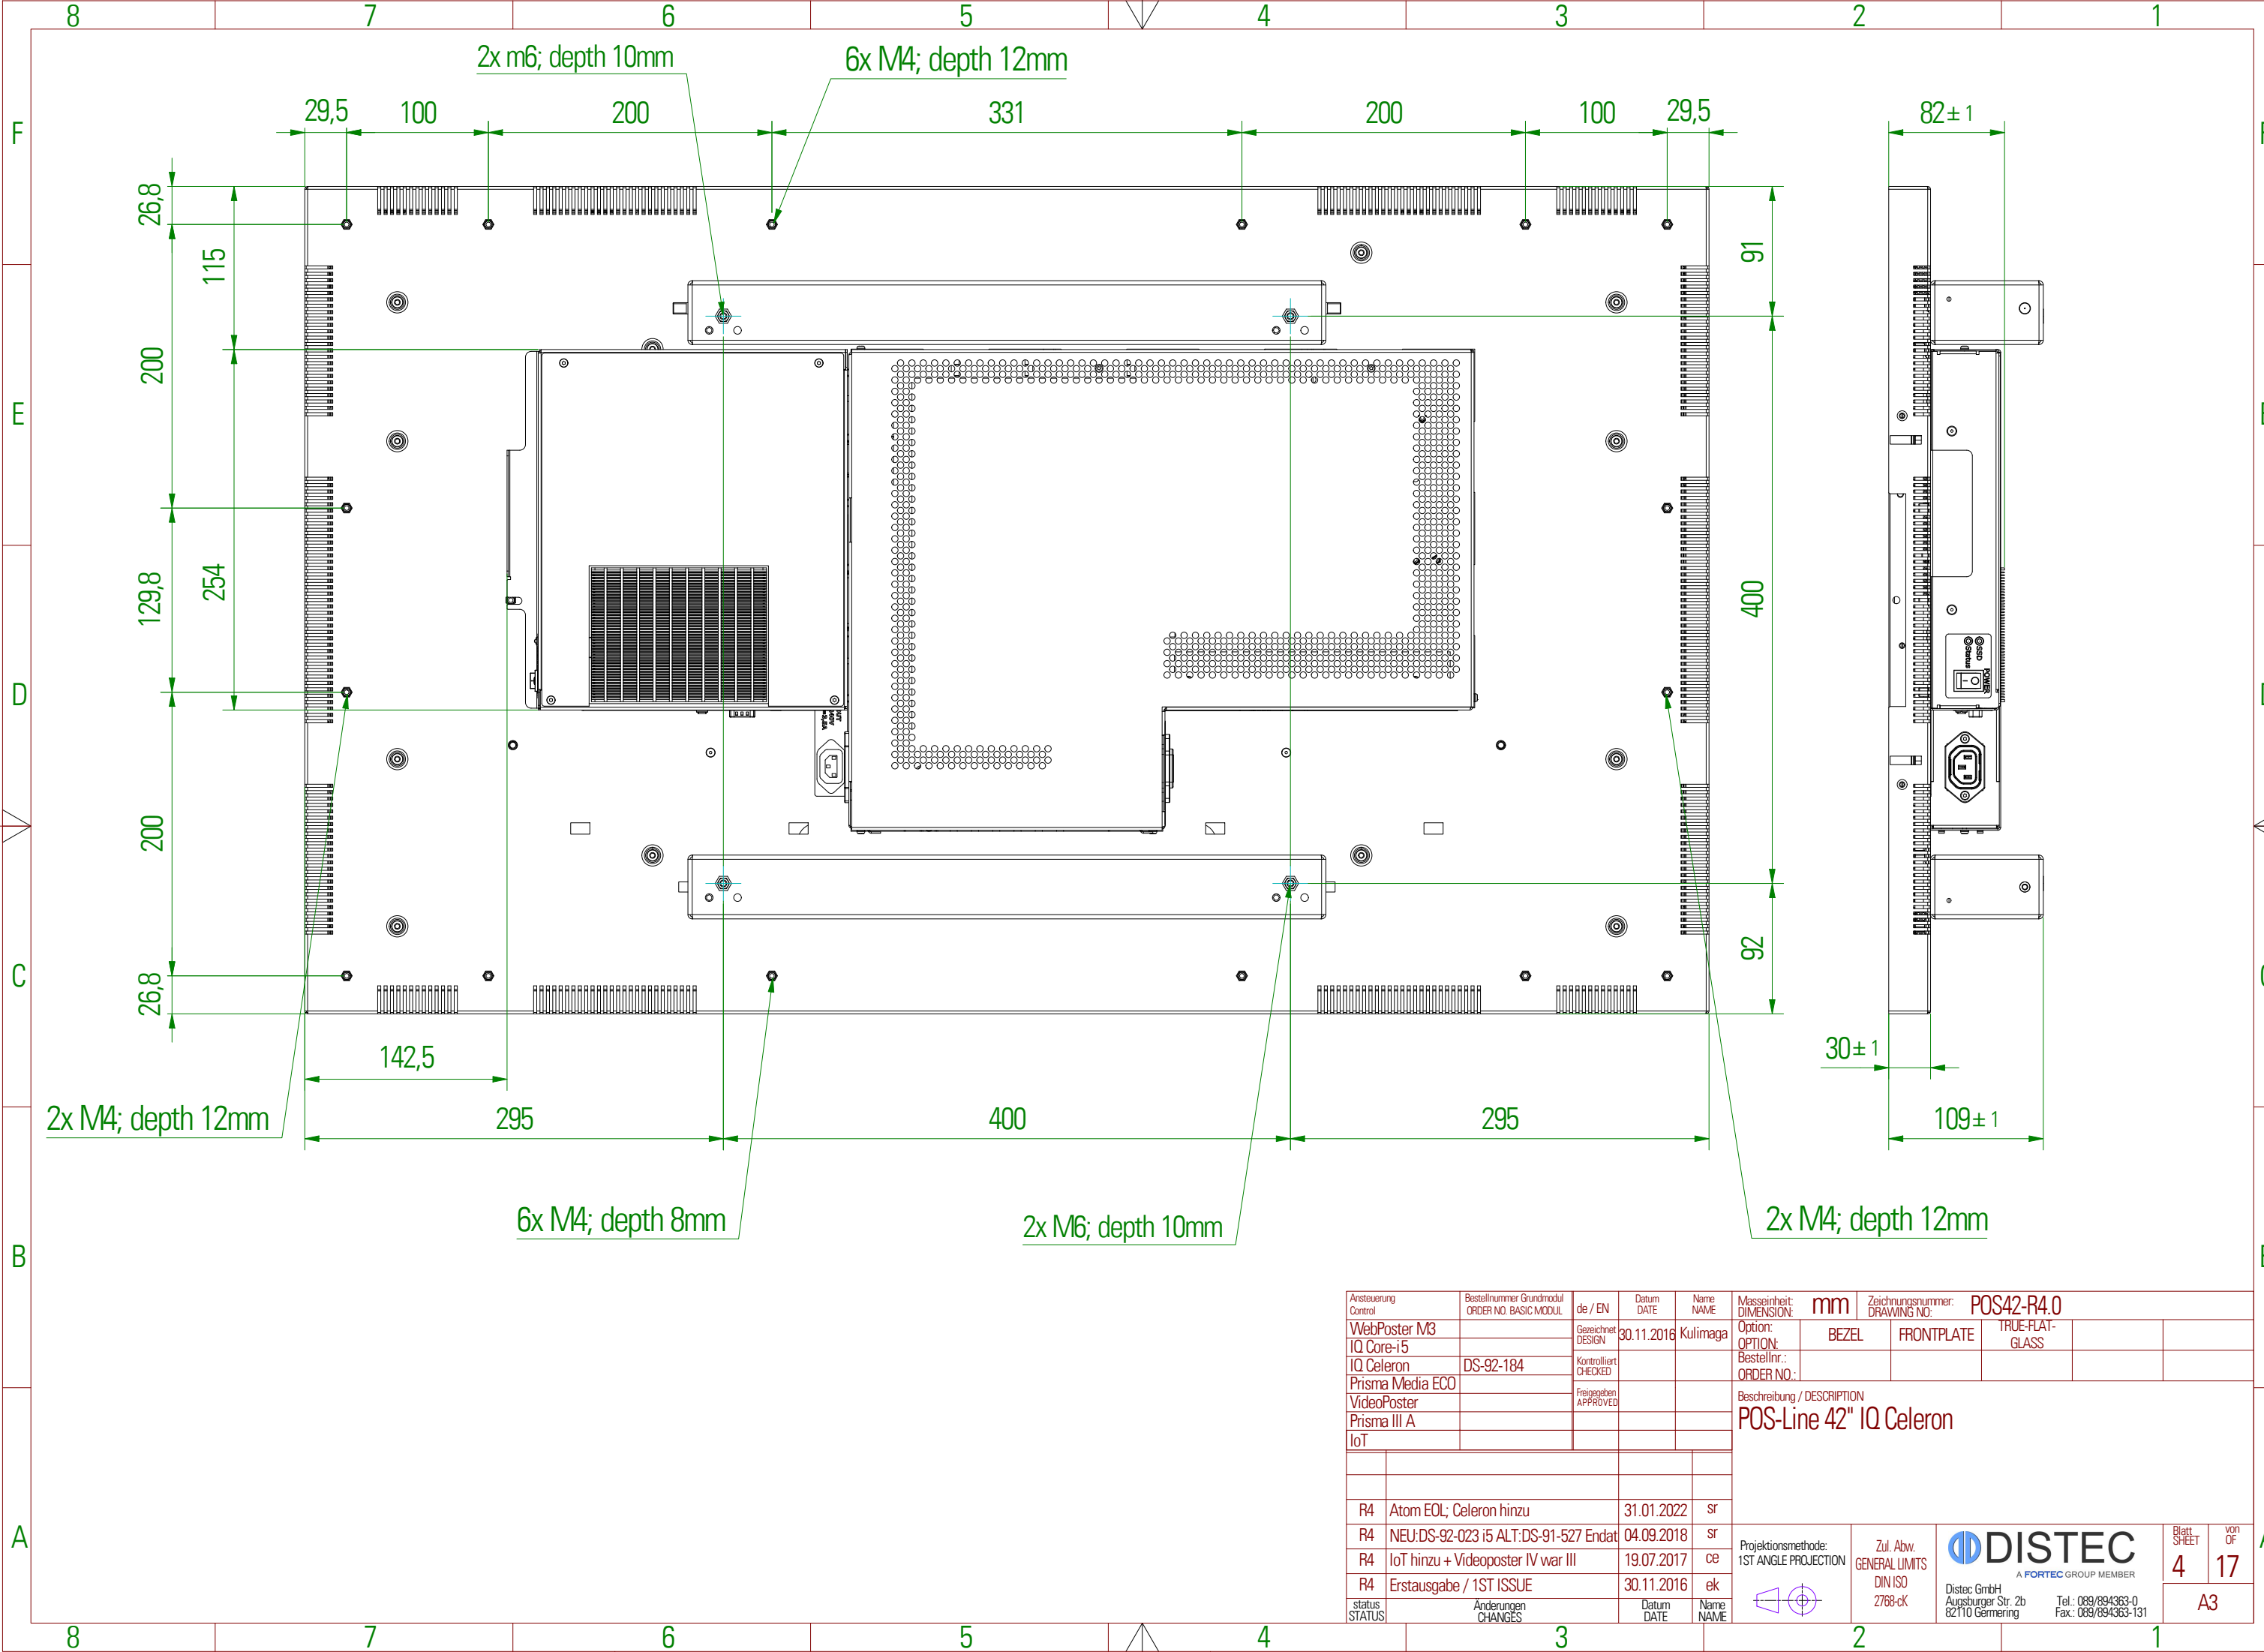 8 7 6 5 4 3 2 1
2x m6; depth 10mm
6x M4; depth 12mm
29,5 100 200 331 200 100 29,5 82± 1
F
26,8
115
91
200
E
254
129,8
400
SSD
Status
POWER
D
200
92
C
26,8
142,5
30± 1
2x M4; depth 12mm
295 400 295
109± 1
6x M4; depth 8mm
2x M6; depth 10mm
2x M4; depth 12mm
B
A
Ansteuerung
Control
Bestellnummer Grundmodul
ORDER NO. BASIC MODUL
de / EN
Datum
DATE
Name
NAME
Masseinheit:
DIMENSION:
mm
Zeichnungsnummer:
DRAWING NO:
POS42-R4.0
WebPoster M3
IQ Core-i5
IQ Celeron DS-92-184
Prisma Media ECO
VideoPoster
Prisma III A
IoT
Gezeichnet
DESIGN
30.11.2016 Kulimaga
Kontrolliert
CHECKED
Freigegeben
APPROVED
Option:
OPTION:
BEZEL
FRONTPLATE
TRUE-FLAT-
GLASS
Bestellnr.:
ORDER NO.:
Beschreibung / DESCRIPTION
POS-Line 42" IQ Celeron
R4 Atom EOL; Celeron hinzu 31.01.2022 sr
R4 NEU:DS-92-023 i5 ALT:DS-91-527 Endat 04.09.2018 sr
R4 IoT hinzu + Videoposter IV war III 19.07.2017 ce
R4 Erstausgabe / 1ST ISSUE 30.11.2016 ek
status
STATUS
Änderungen
CHANGES
Datum
DATE
Name
NAME
Projektionsmethode:
1ST ANGLE PROJECTION
Zul. Abw.
GENERAL LIMITS
DIN ISO
2768-cK
DISTEC
A FORTEC GROUP MEMBER
Distec GmbH
Augsburger Str. 2b
82110 Germering
Tel.: 089/894363-0
Fax.: 089/894363-131
Blatt
SHEET
4
von
OF
17
A3
8 7 6 5 4 3 2 1